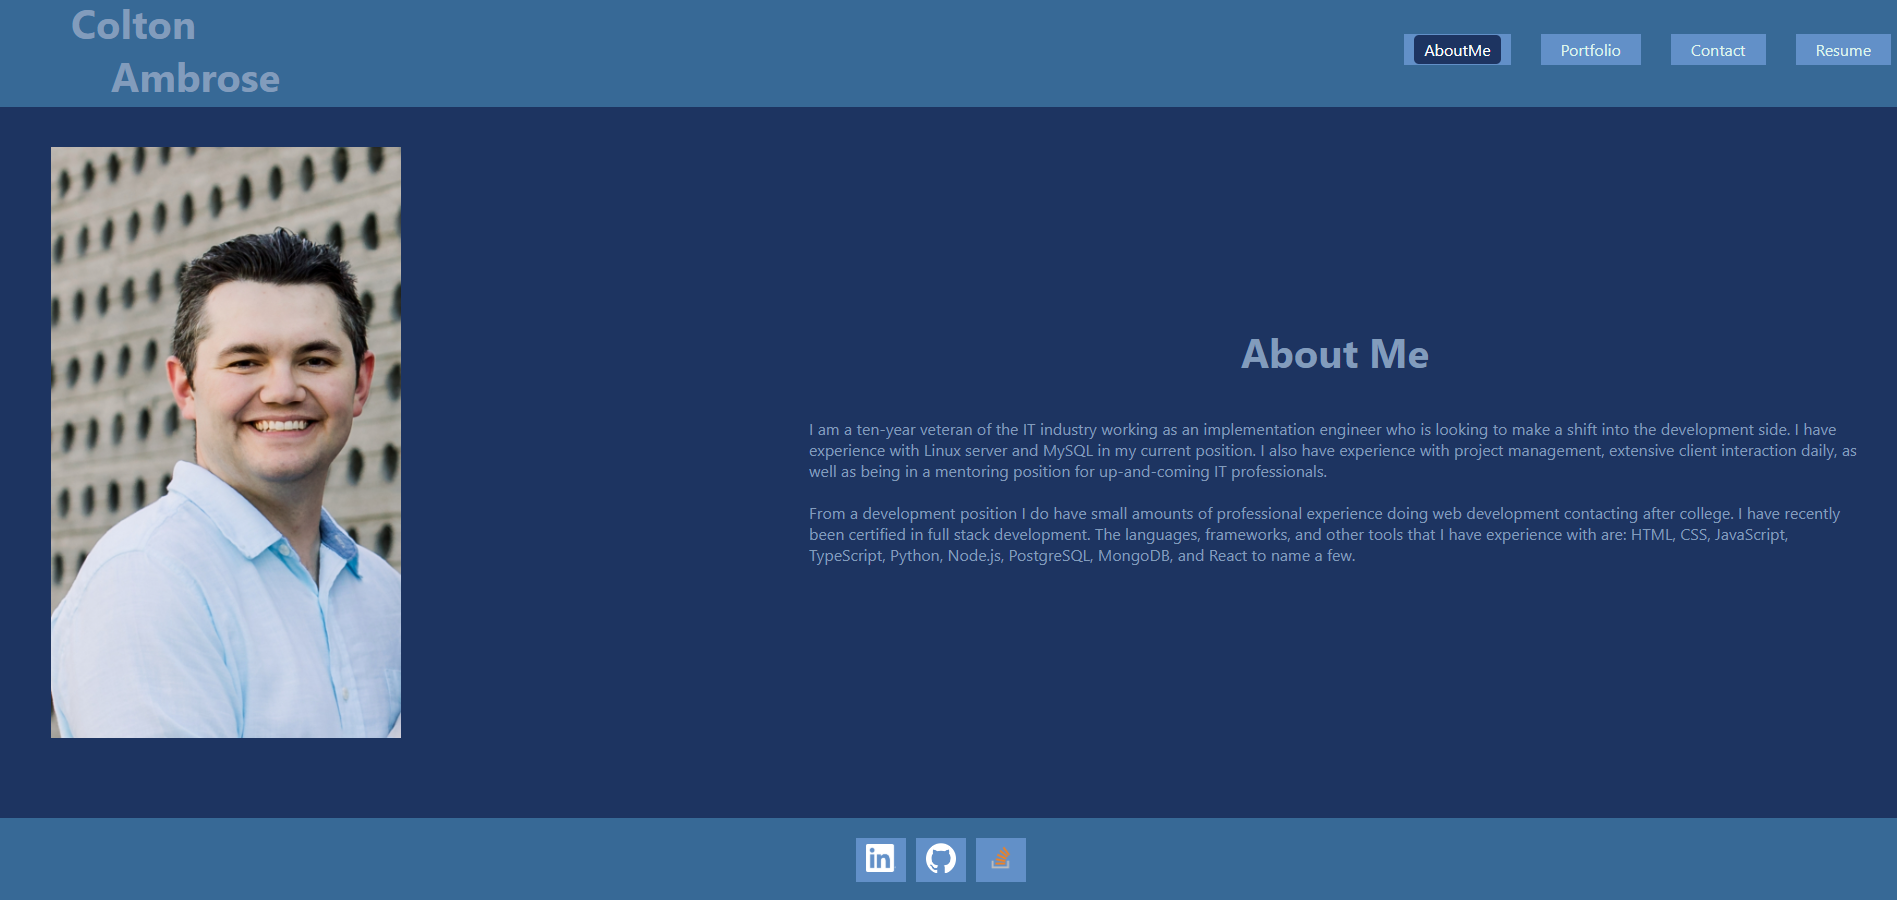 Colton
Ambrose
AboutMe
Portfolio
Contact
Resume
About Me
I am a ten-year veteran of the IT industry working as an implementation engineer who is looking to make a shift into the development side. I have
experience with Linux server and MySQL in my current position. I also have experience with project management, extensive client interaction daily, as
well as being in a mentoring position for up-and-coming IT professionals.
From a development position I do have small amounts of professional experience doing web development contacting after college. I have recently
been certified in full stack development. The languages, frameworks, and other tools that I have experience with are: HTML, CSS, JavaScript,
TypeScript, Python, Node.js, PostgreSQL, MongoDB, and React to name a few.
in